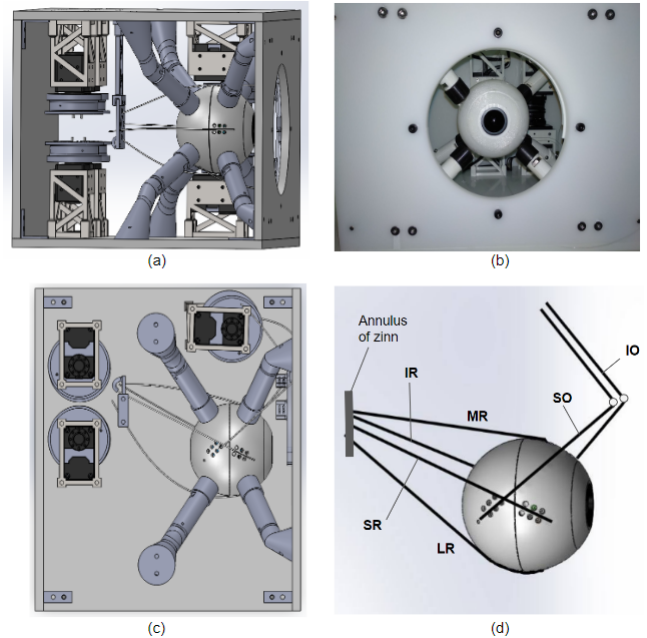 (a)
(b)
Annulus
of zinn
IR
MR
SO
IO
SR
LR
(c)
(d)